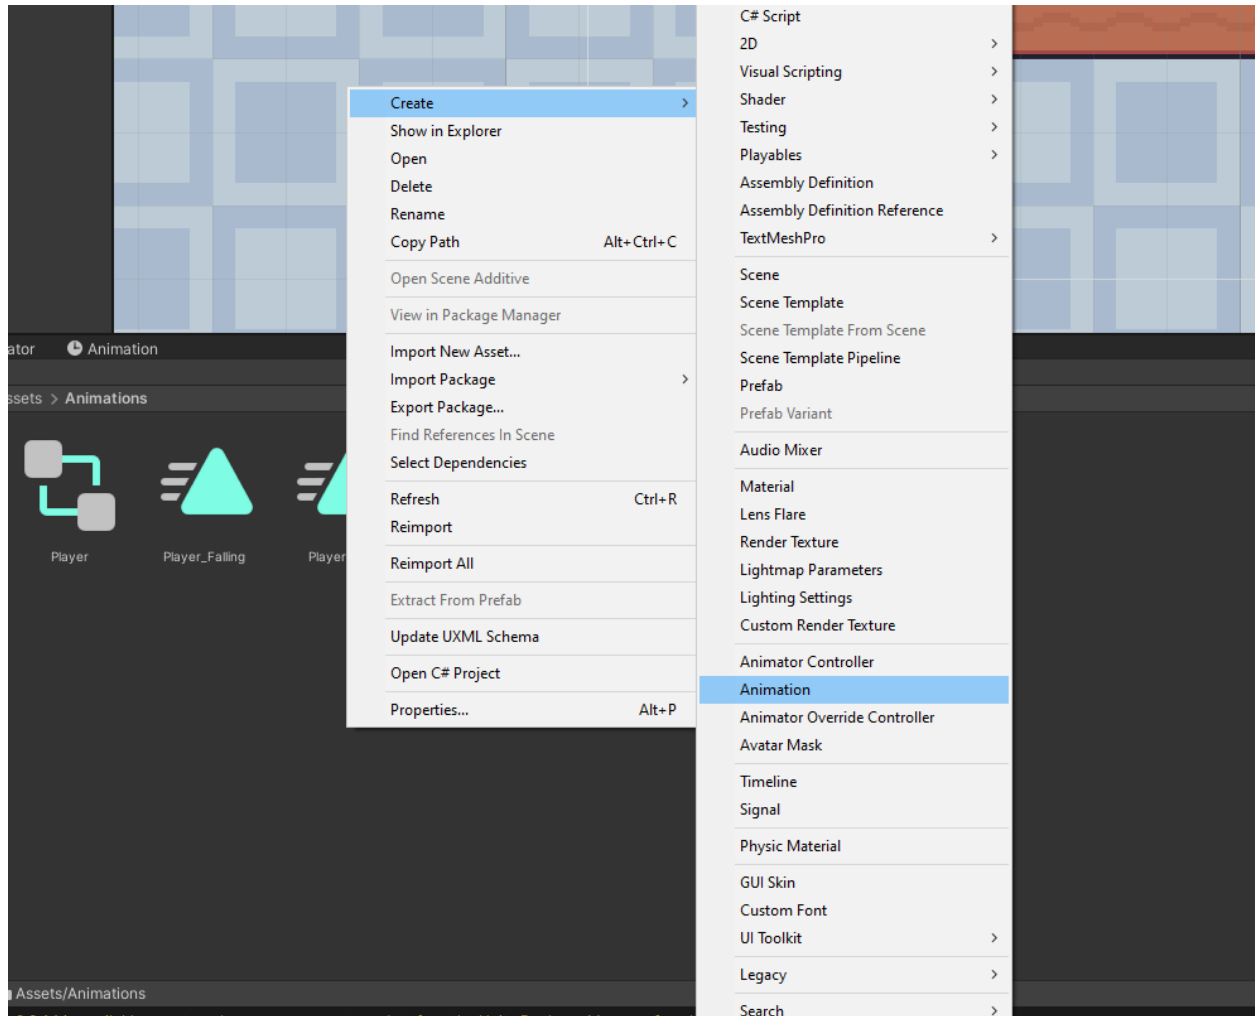 Create
Show in Explorer
Open
Delete
Rename
Copy Path Alt+Ctrl+C
Open Scene Additive
View in Package Manager
Import New Asset...
Import Package
Export Package...
Find References In Scene
Select Dependencies
Refresh Ctrl+R
Reimport
Reimport All
Extract From Prefab
Update UXML Schema
Open C# Project
Properties... Alt+P
C# Script
2D
Visual Scripting
Shader
Testing
Playables
Assembly Definition
Assembly Definition Reference
TextMeshPro
Scene
Scene Template
Scene Template From Scene
Scene Template Pipeline
Prefab
Prefab Variant
Audio Mixer
Material
Lens Flare
Render Texture
Lightmap Parameters
Lighting Settings
Custom Render Texture
Animator Controller
Animation
Animator Override Controller
Avatar Mask
Timeline
Signal
Physic Material
GUI Skin
Custom Font
UI Toolkit
Legacy
Search
ator Animation
ssets > Animations
Player Player_Falling Player
Assets/Animations